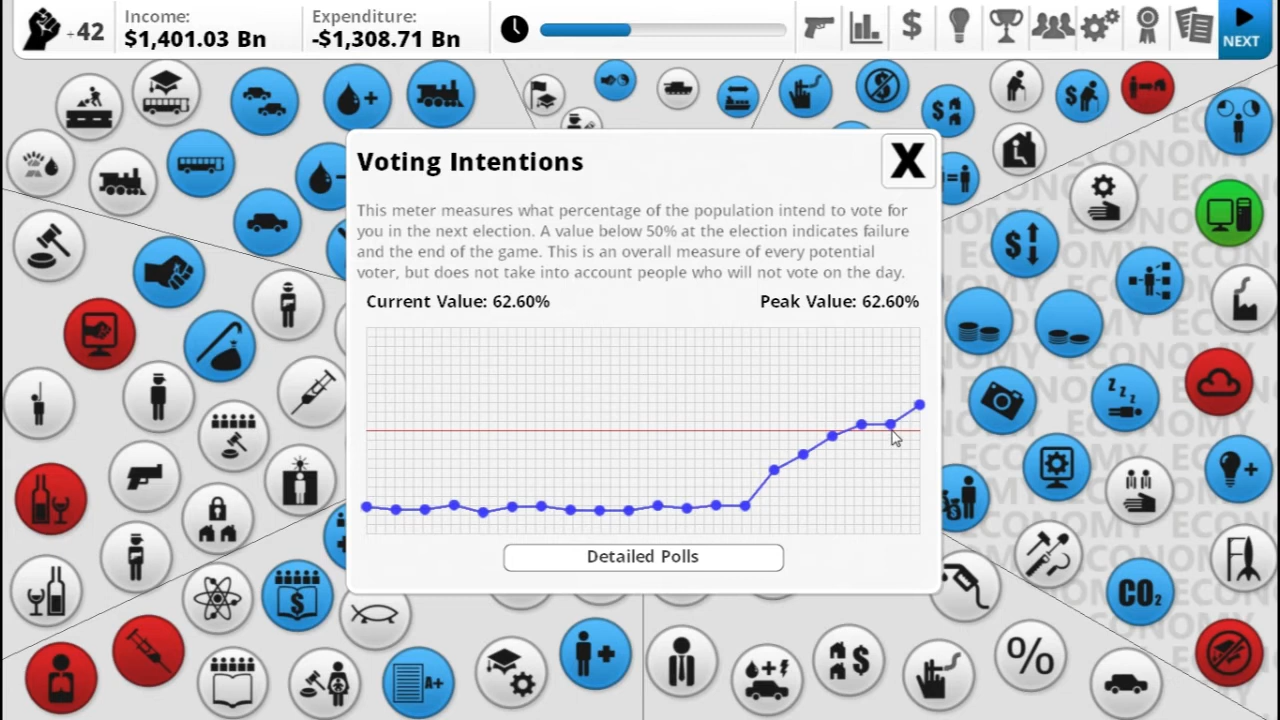 +42
Income:
$1,401.03 Bn
Expenditure:
-$1,308.71 Bn
$
NEXT
Voting Intentions
X
This meter measures what percentage of the population intend to vote for
you in the next election. A value below 50% at the election indicates failure
and the end of the game. This is an overall measure of every potential
voter, but does not take into account people who will not vote on the day.
Current Value: 62.60%
Peak Value: 62.60%
Detailed Polls
ECONOMY
CO2
A+
%